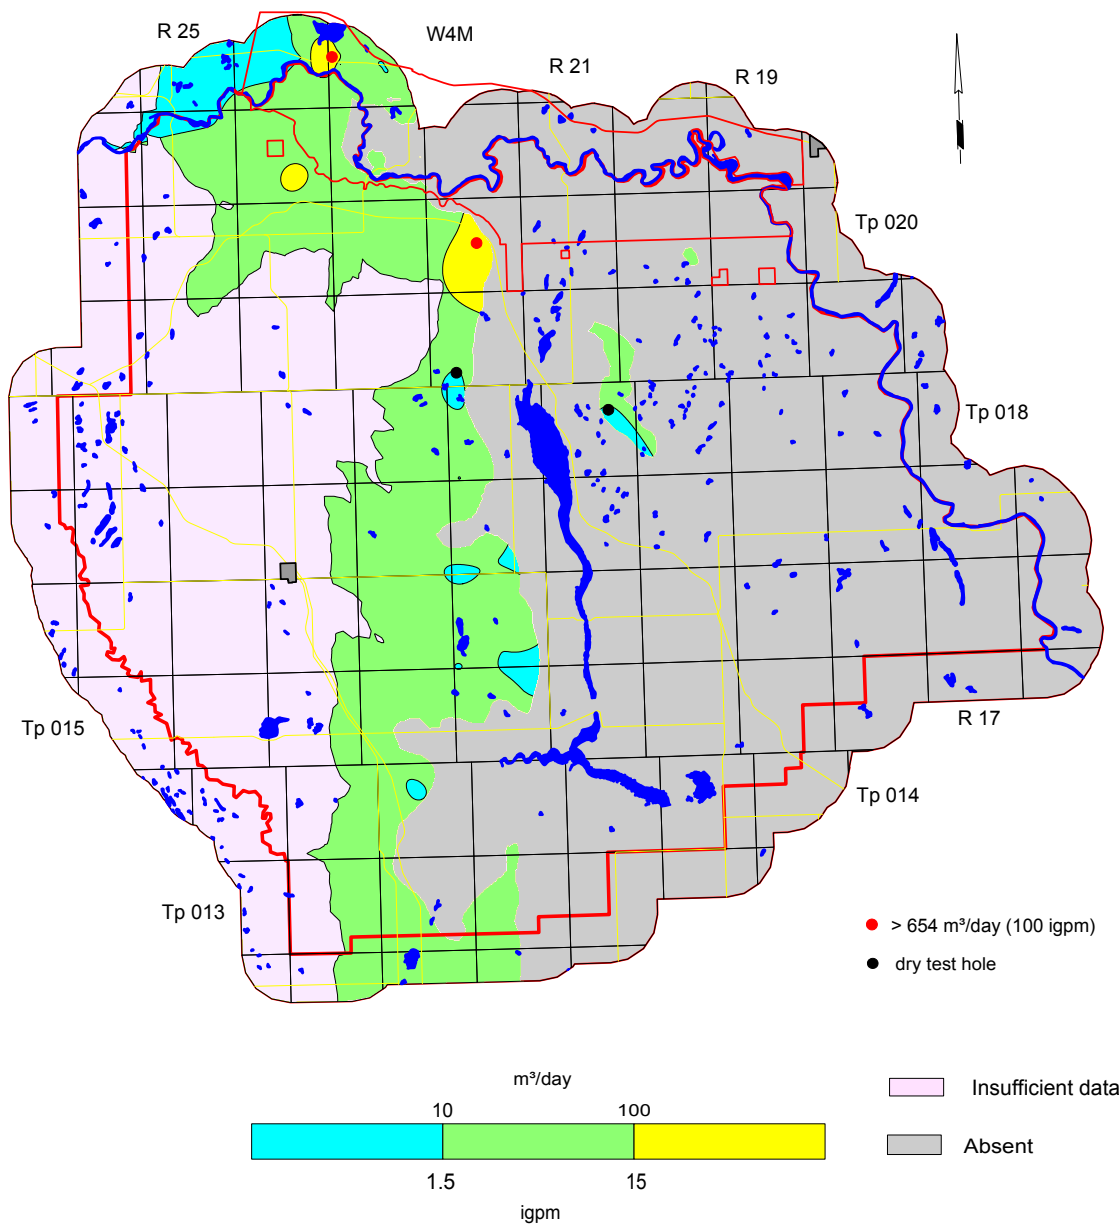 R 25
W4M
R 21
R 19
Tp 020
Tp 018
Tp 015
R 17
Tp 014
Tp 013
> 654 m³/day (100 igpm)
dry test hole
m³/day
10
100
1.5
15
igpm
Insufficient data
Absent